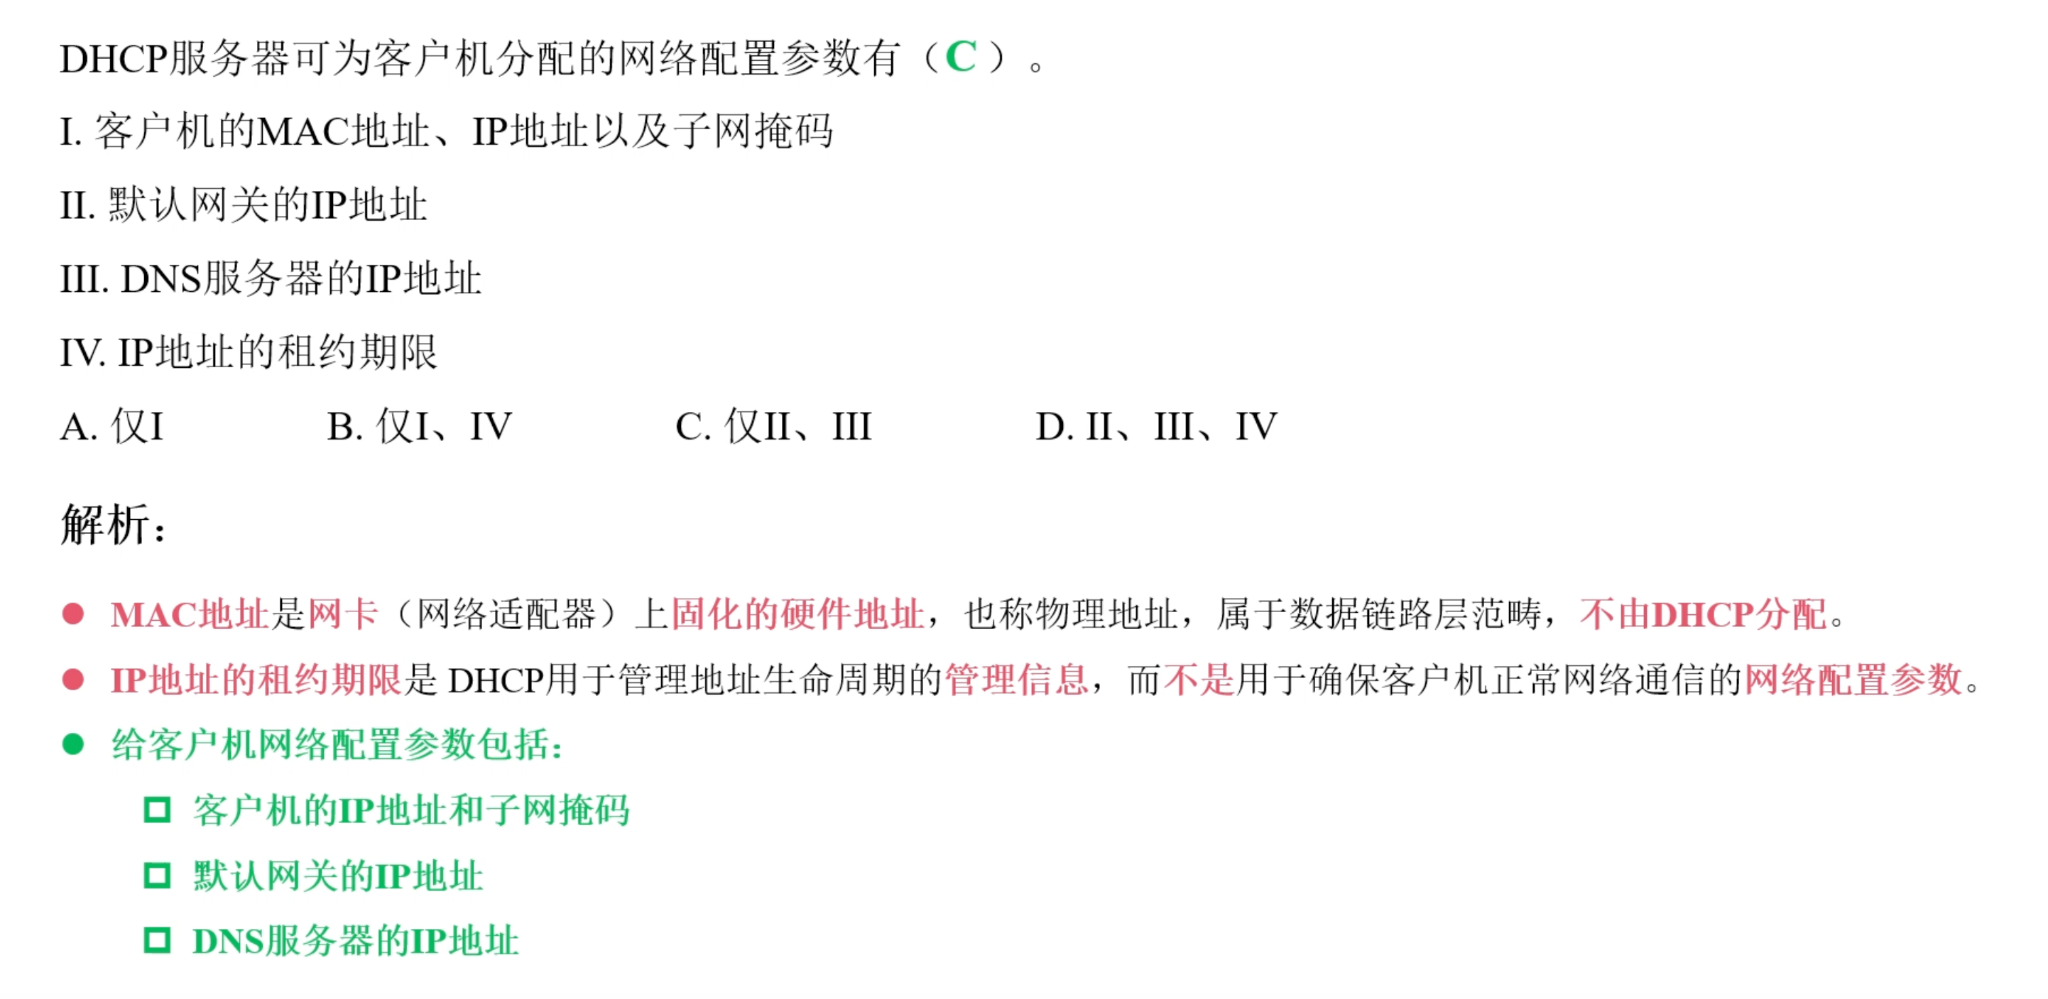 DHCP服务器可为客户机分配的网络配置参数有（C）。
I. 客户机的MAC地址、IP地址以及子网掩码
II. 默认网关的IP地址
III. DNS服务器的IP地址
IV. IP地址的租约期限
A. 仅I B. 仅I、IV C. 仅II、III D. II、III、IV
解析：
● MAC地址是网卡（网络适配器）上固化的硬件地址，也称物理地址，属于数据链路层范畴，不由DHCP分配。
● IP地址的租约期限是 DHCP用于管理地址生命周期的管理信息，而不是用于确保客户机正常网络通信的网络配置参数。
● 给客户机网络配置参数包括：
客户机的IP地址和子网掩码
默认网关的IP地址
DNS服务器的IP地址